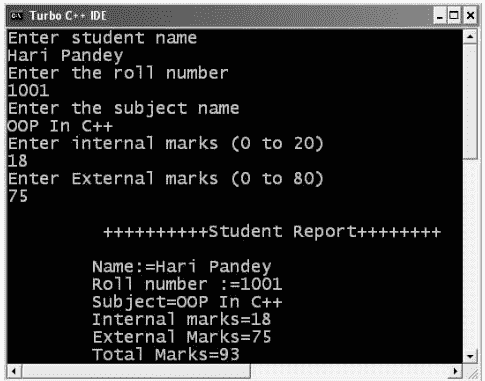 Turbo C++ IDE
Enter student name
Hari Pandey
Enter the roll number
1001
Enter the subject name
OOP In C++
Enter internal marks (0 to 20)
18
Enter External marks (0 to 80)
75
++++++++++Student Report++++++++
Name:=Hari Pandey
Roll number :=1001
Subject=OOP In C++
Internal marks=18
External Marks=75
Total Marks=93